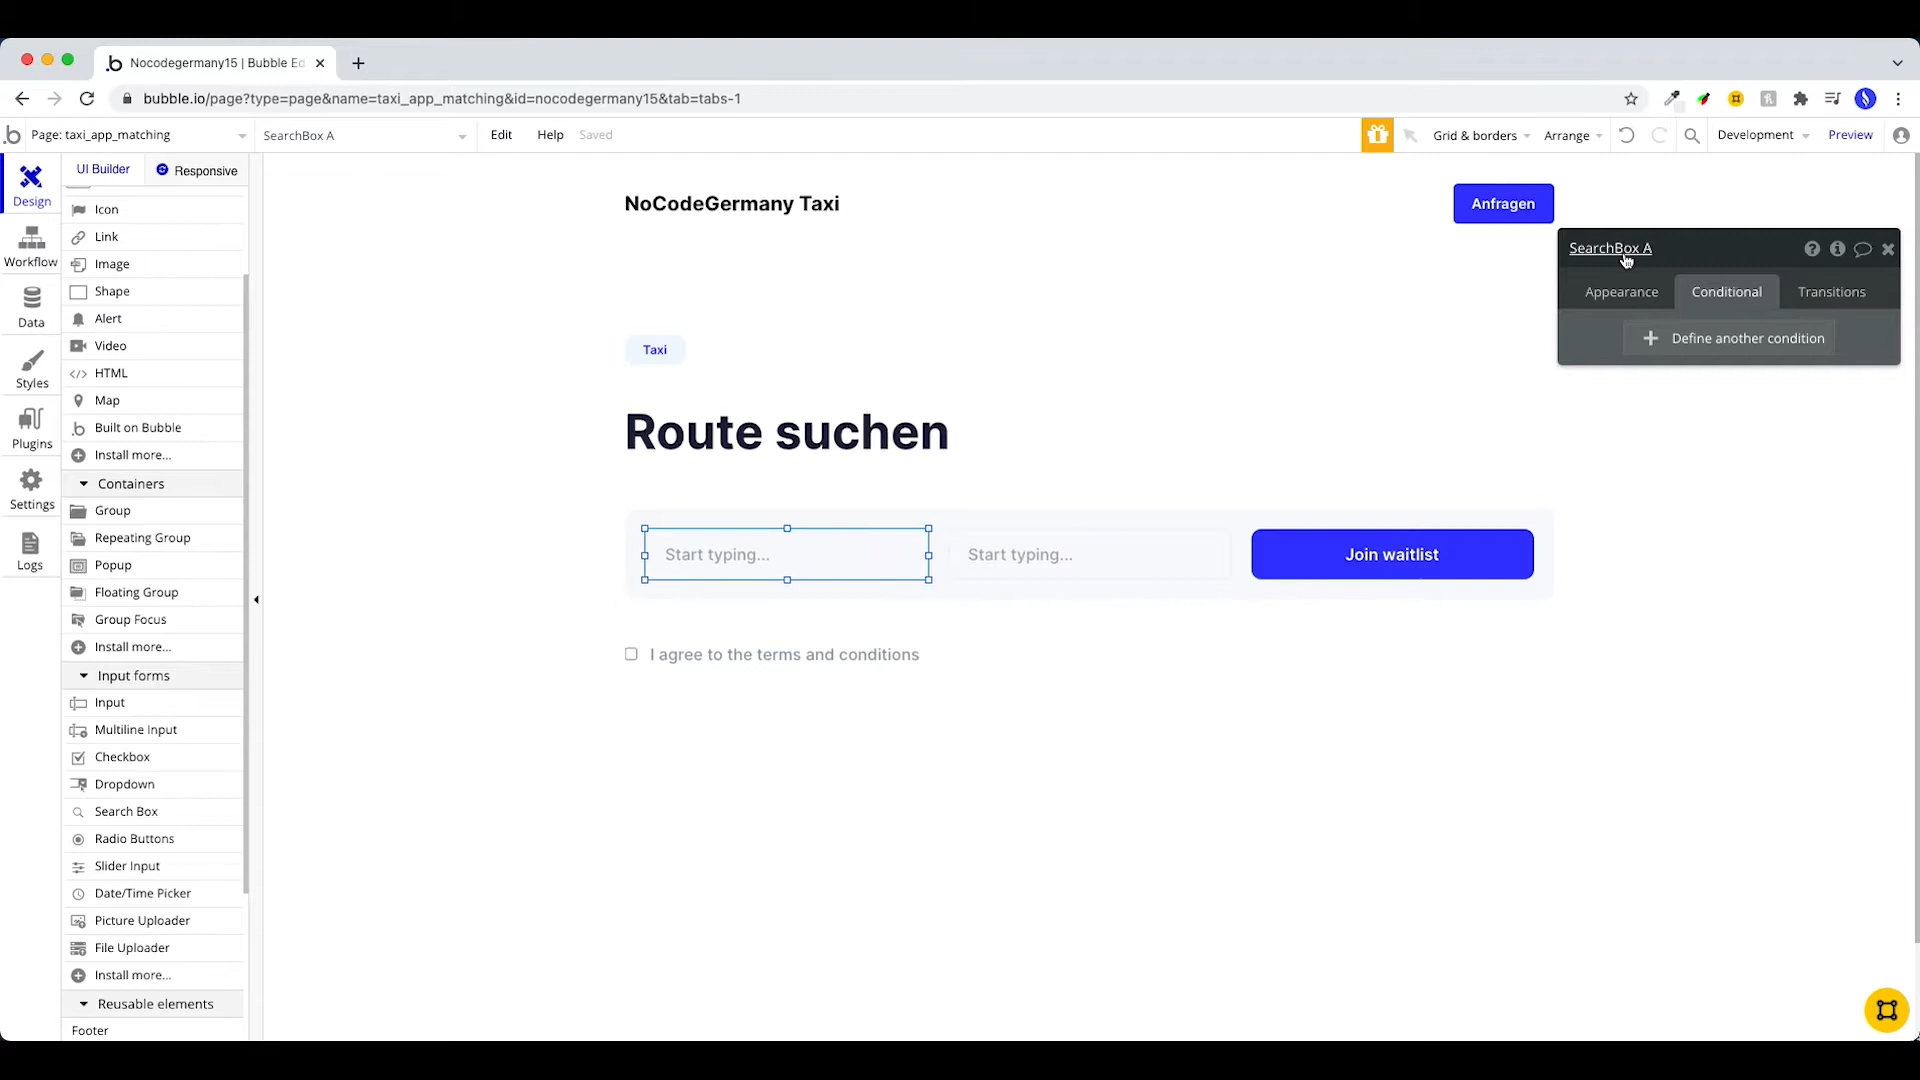 Nocodegermany15 | Bubble Ed
bubble.io/page?type=page&name=taxi_app_matching&id=nocodegermany15&tab=tabs-1
Page: taxi_app_matching
SearchBox A
Edit
Help
Saved
Grid & borders
Arrange
Development
Preview
Design
Workflow
Data
Styles
Plugins
Settings
Logs
UI Builder
Responsive
Icon
Link
Image
Shape
Alert
Video
HTML
Map
Built on Bubble
Install more...
Containers
Group
Repeating Group
Popup
Floating Group
Group Focus
Install more...
Input forms
Input
Multiline Input
Checkbox
Dropdown
Search Box
Radio Buttons
Slider Input
Date/Time Picker
Picture Uploader
File Uploader
Install more...
Reusable elements
Footer
NoCodeGermany Taxi
Anfragen
Taxi
Route suchen
Start typing...
Start typing...
Join waitlist
I agree to the terms and conditions
SearchBox A
Appearance
Conditional
Transitions
Define another condition